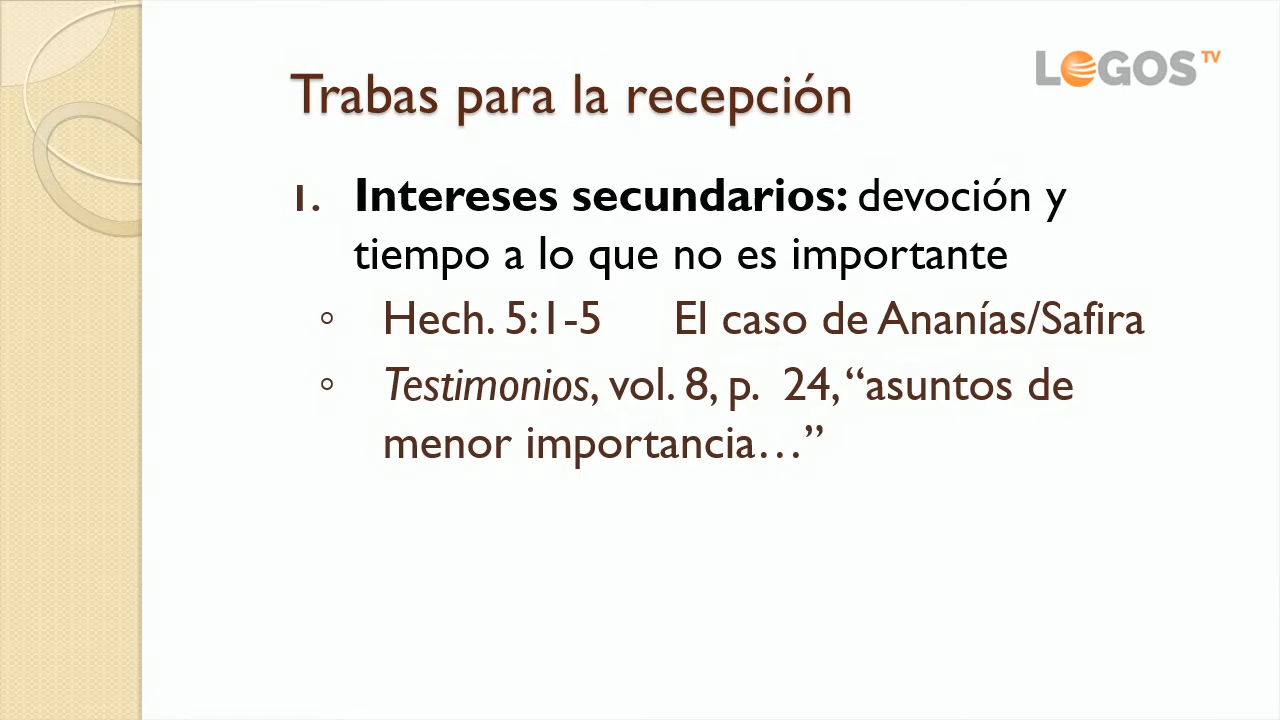 LOGOS TV
Trabas para la recepción
1. Intereses secundarios: devoción y
tiempo a lo que no es importante
◦ Hech. 5:1-5 El caso de Ananías/Safira
◦ Testimonios, vol. 8, p. 24, “asuntos de
menor importancia…”